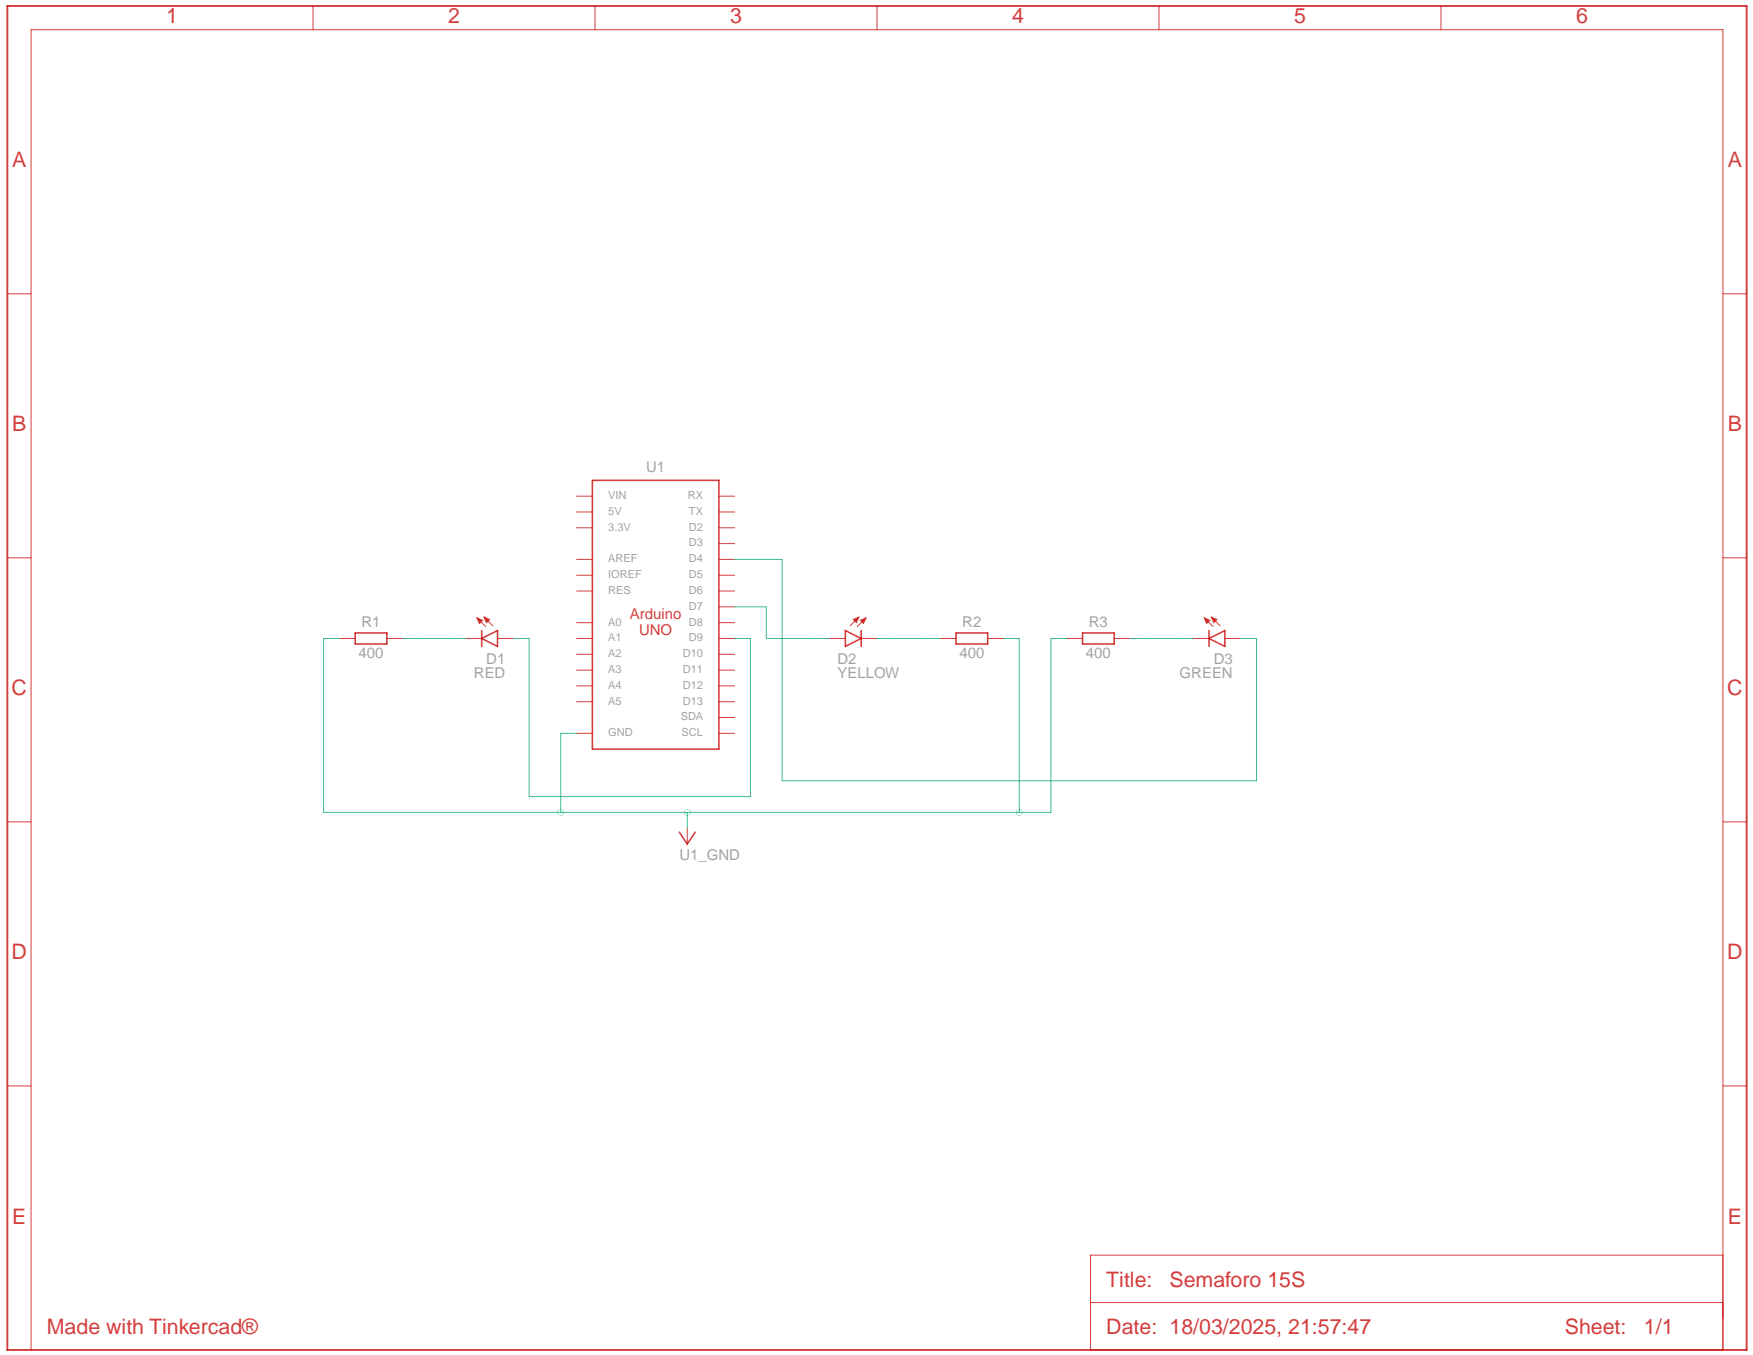 1 2 3 4 5 6
A A
B B
U1
VIN RX
5V TX
3.3V D2
D3
AREF D4
IOREF D5
RES D6
D7
Arduino
UNO
A0 D8
A1 D9
A2 D10
A3 D11
A4 D12
A5 D13
SDA
GND SCL
R1
400
D1
RED
D2
YELLOW
R2
400
R3
400
D3
GREEN
C C
U1_GND
D D
E E
Title: Semaforo 15S
Made with Tinkercad®
Date: 18/03/2025, 21:57:47 Sheet: 1/1